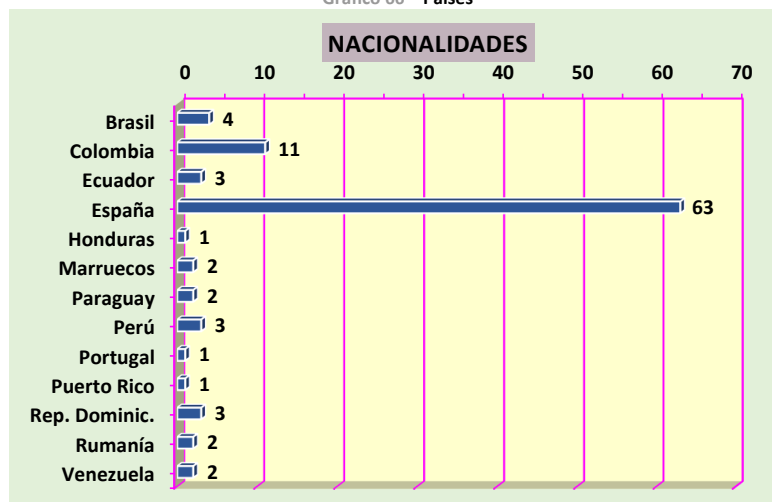 NACIONALIDADES
0 10 20 30 40 50 60 70
Brasil 4
Colombia 11
Ecuador 3
España 63
Honduras 1
Marruecos 2
Paraguay 2
Perú 3
Portugal 1
Puerto Rico 1
Rep. Dominic. 3
Rumanía 2
Venezuela 2